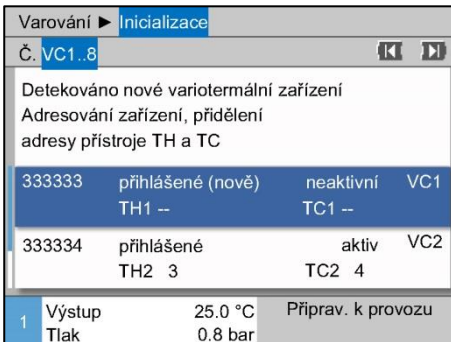 Varování ► Inicializace
Č. VC1..8
Detekováno nové variotermální zařízení
Adresování zařízení, přidělení
adresy přístroje TH a TC
333333 přihlášené (nově) neaktivní VC1
TH1 -- TC1 --
333334 přihlášené aktiv VC2
TH2 3 TC2 4
1 Výstup 25.0 °C Připrav. k provozu
Tlak 0.8 bar